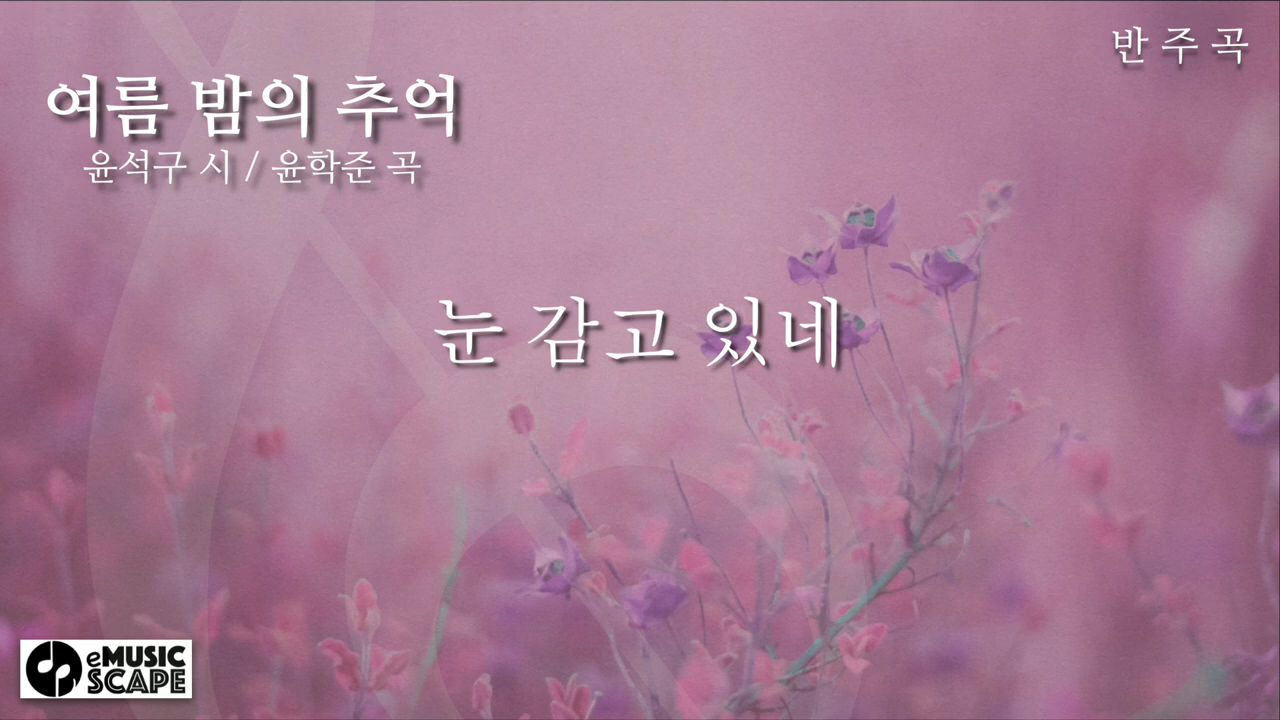 반 주 곡
여름 밤의 추억
윤석구 시 / 윤학준 곡
눈 감고 있네
eMUSIC
SCAPE